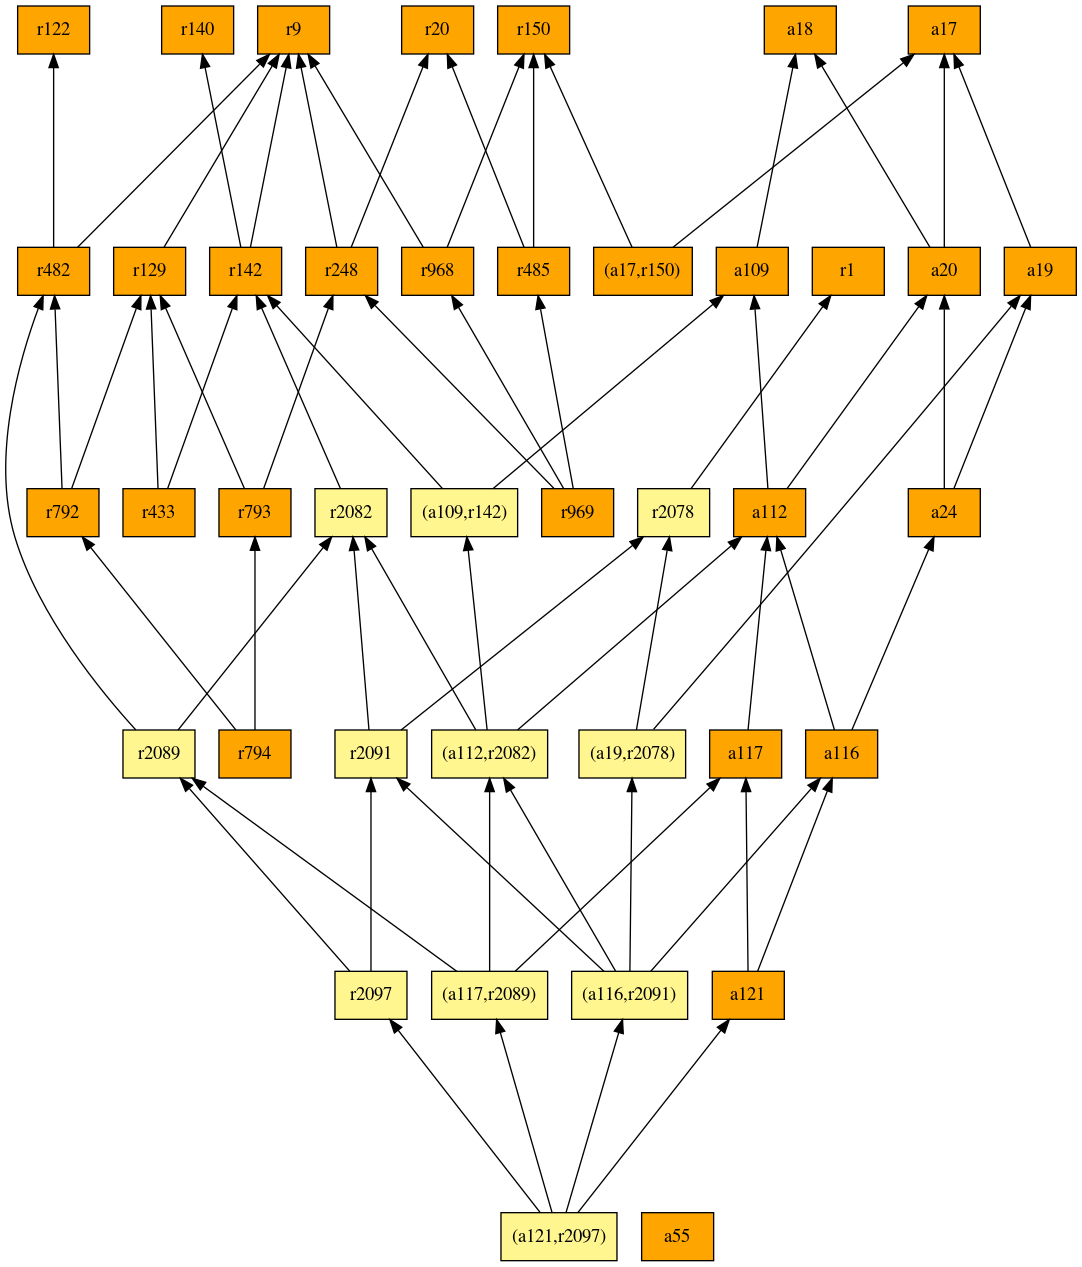 r122
r140
r9
r20
r150
a18
a17
r482
r129
r142
r248
r968
r485
(a17,r150)
a109
r1
a20
a19
r792
r433
r793
r2082
(a109,r142)
r969
r2078
a112
a24
r2089
r794
r2091
(a112,r2082)
(a19,r2078)
a117
a116
r2097
(a117,r2089)
(a116,r2091)
a121
(a121,r2097)
a55